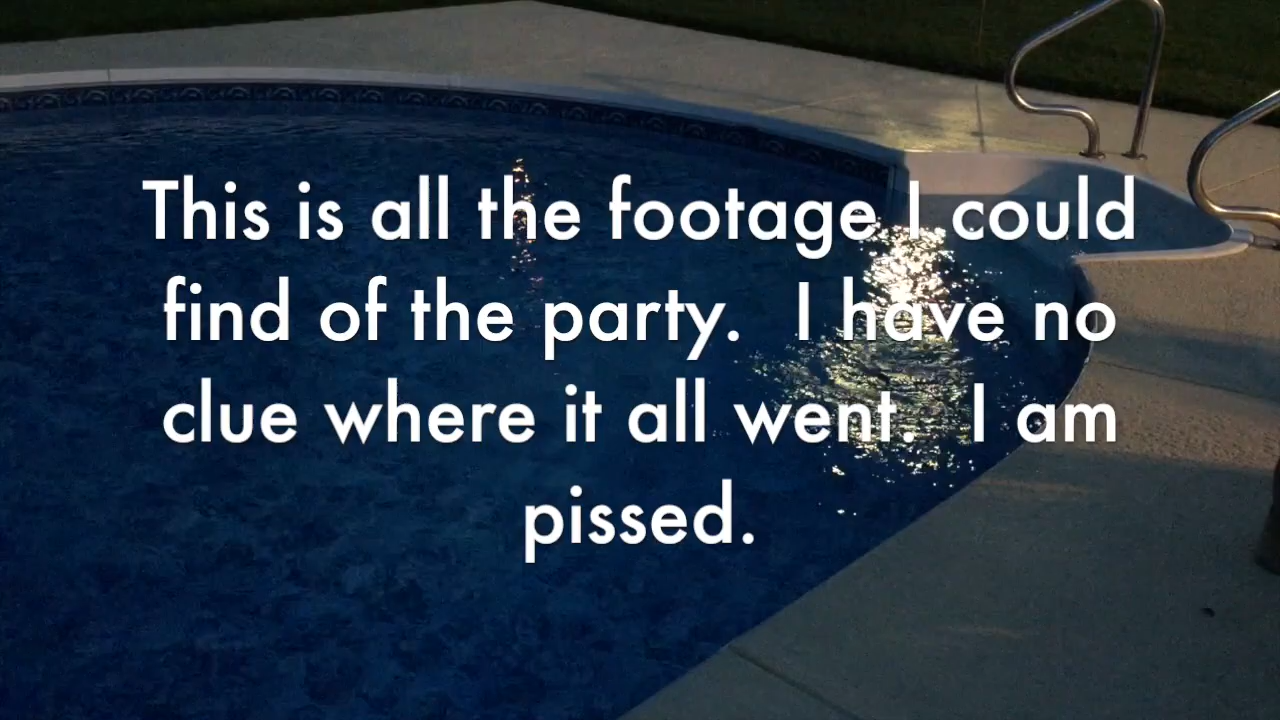 This is all the footage I could
find of the party.  I have no
clue where it all went.  I am
pissed.